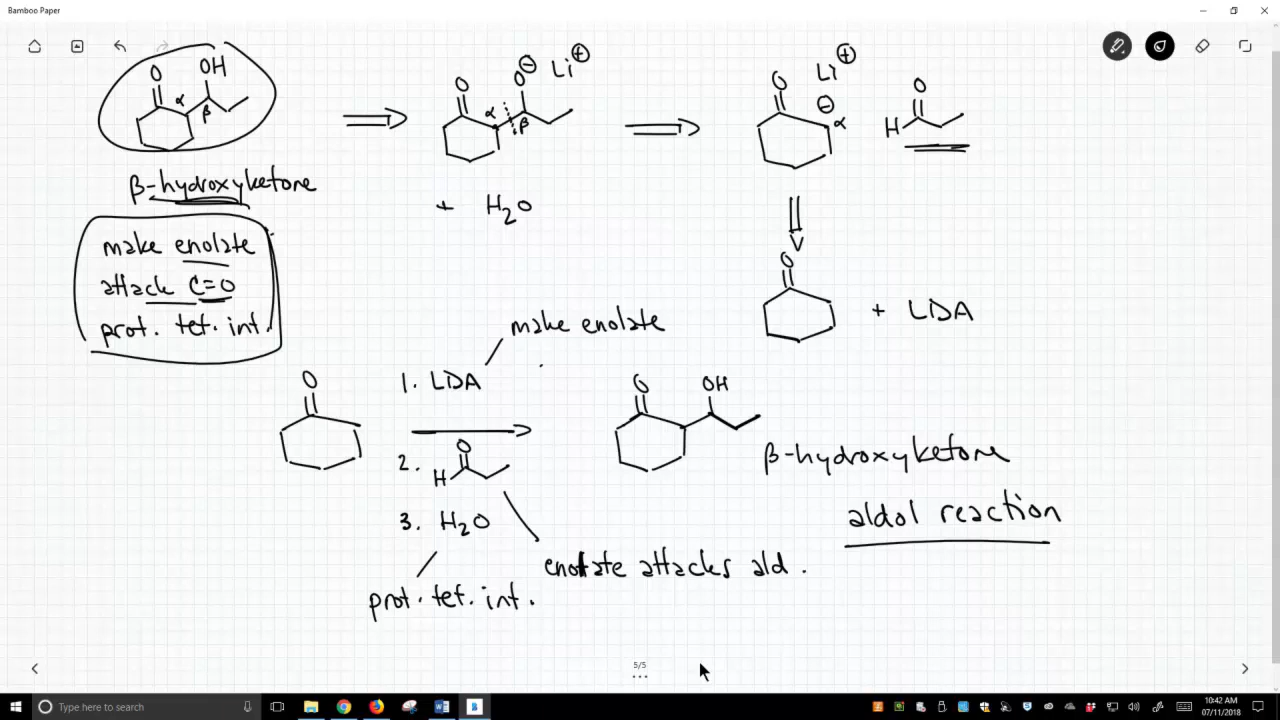 Bamboo Paper
O OH α β
O O⊖ Li⊕ α β
O Li⊕ ⊖ α
O H
β-hydroxyketone
+ H₂O
make enolate
attack C=O
prot. tet. int.
O + LDA
make enolate
O
1. LDA
2. H O
3. H₂O
O OH
β-hydroxyketone
aldol reaction
enolate attacks ald.
prot. tet. int.
5/5
Type here to search
10:42 AM
07/11/2018